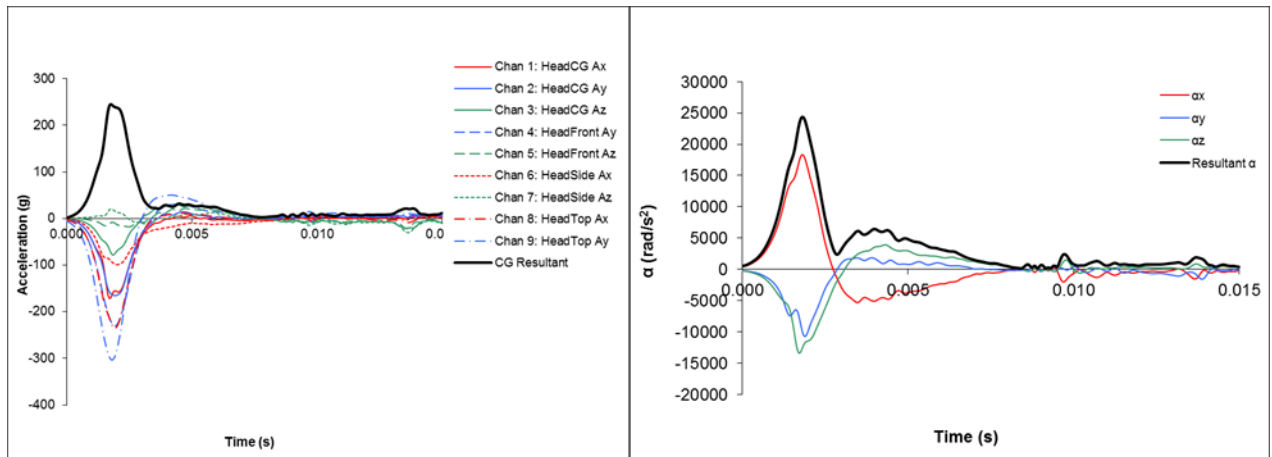 300
200
100
0
-100
-200
-300
-400
Acceleration (g)
0.000
0.005
0.010
0.0
Time (s)
Chan 1: HeadCG Ax
Chan 2: HeadCG Ay
Chan 3: HeadCG Az
Chan 4: HeadFront Ay
Chan 5: HeadFront Az
Chan 6: HeadSide Ax
Chan 7: HeadSide Az
Chan 8: HeadTop Ax
Chan 9: HeadTop Ay
CG Resultant
30000
25000
20000
15000
10000
5000
0
-5000
-10000
-15000
-20000
α (rad/s²)
0.000
0.005
0.010
0.015
Time (s)
αx
αy
αz
Resultant α